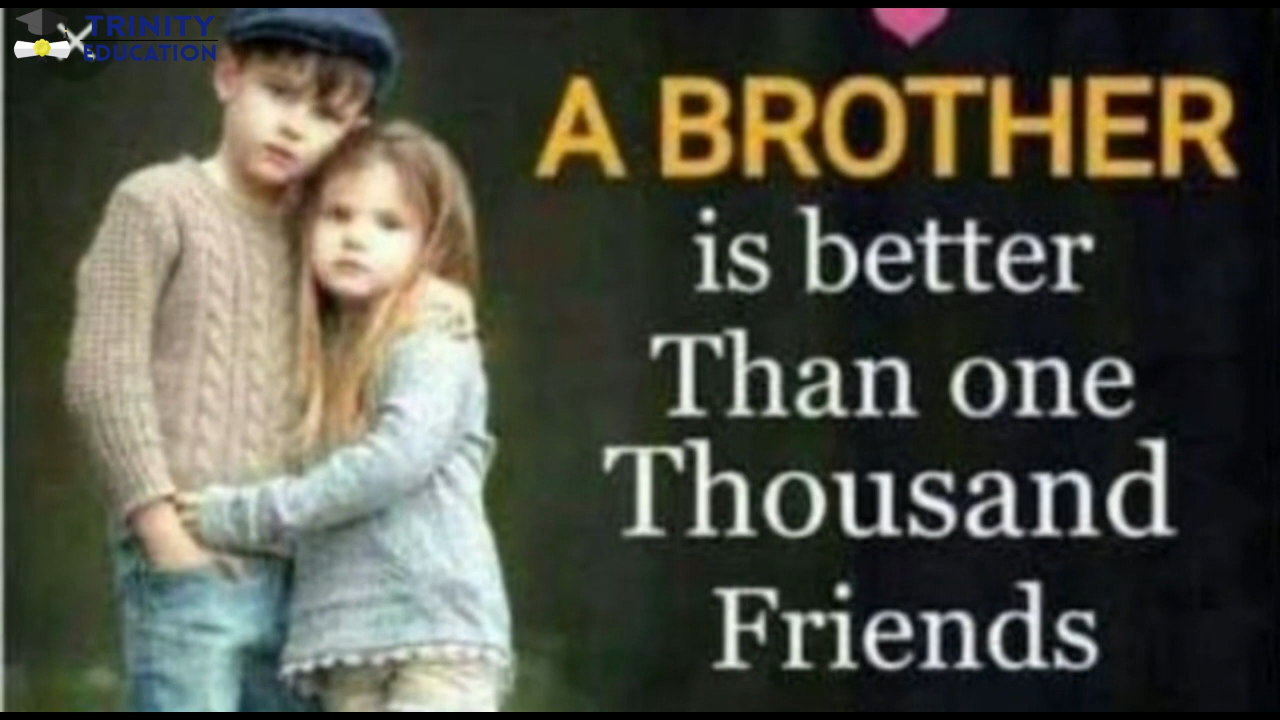 TRINITY
EDUCATION
A BROTHER
is better
Than one
Thousand
Friends